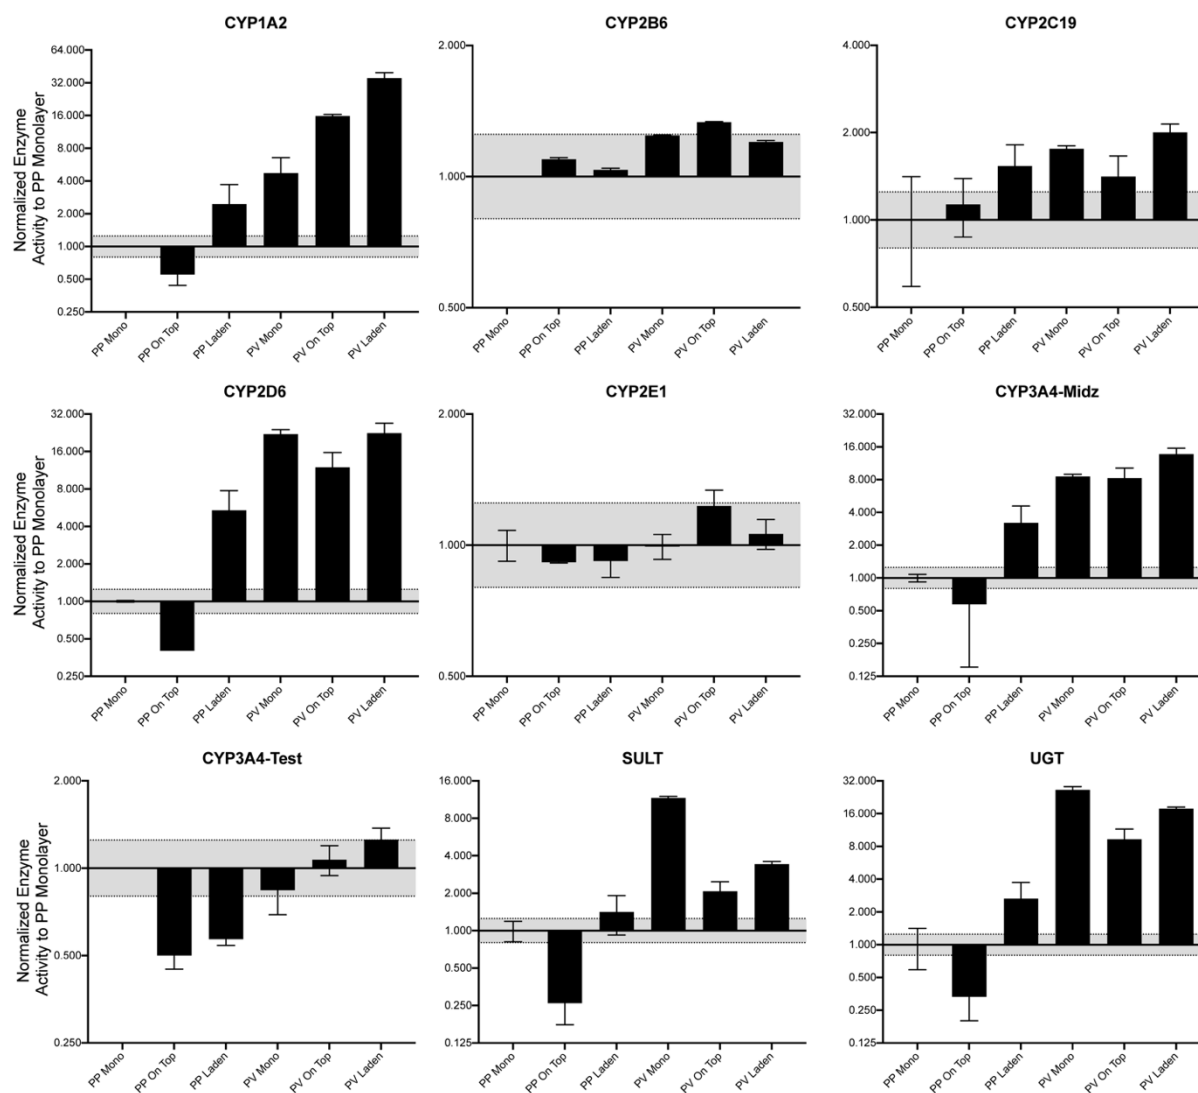 CYP1A2
Normalized Enzyme
Activity to PP Monolayer
64.000
32.000
16.000
8.000
4.000
2.000
1.000
0.500
0.250
PP Mono
PP On Top
PP Laden
PV Mono
PV On Top
PV Laden
CYP2B6
2.000
1.000
0.500
PP Mono
PP On Top
PP Laden
PV Mono
PV On Top
PV Laden
CYP2C19
4.000
2.000
1.000
0.500
PP Mono
PP On Top
PP Laden
PV Mono
PV On Top
PV Laden
CYP2D6
Normalized Enzyme
Activity to PP Monolayer
32.000
16.000
8.000
4.000
2.000
1.000
0.500
0.250
PP Mono
PP On Top
PP Laden
PV Mono
PV On Top
PV Laden
CYP2E1
2.000
1.000
0.500
PP Mono
PP On Top
PP Laden
PV Mono
PV On Top
PV Laden
CYP3A4-Midz
32.000
16.000
8.000
4.000
2.000
1.000
0.500
0.250
0.125
PP Mono
PP On Top
PP Laden
PV Mono
PV On Top
PV Laden
CYP3A4-Test
Normalized Enzyme
Activity to PP Monolayer
2.000
1.000
0.500
0.250
PP Mono
PP On Top
PP Laden
PV Mono
PV On Top
PV Laden
SULT
16.000
8.000
4.000
2.000
1.000
0.500
0.250
0.125
PP Mono
PP On Top
PP Laden
PV Mono
PV On Top
PV Laden
UGT
32.000
16.000
8.000
4.000
2.000
1.000
0.500
0.250
0.125
PP Mono
PP On Top
PP Laden
PV Mono
PV On Top
PV Laden